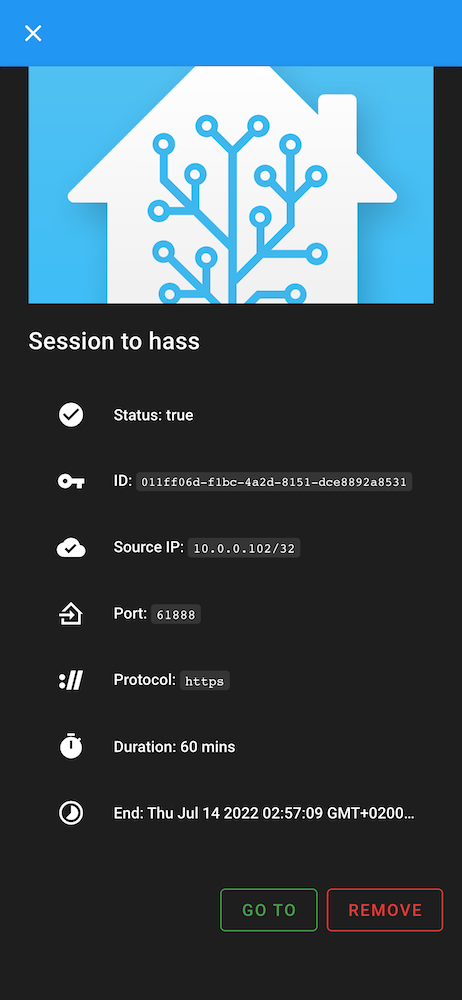 Session to hass
Status: true
ID: 011ff06d-f1bc-4a2d-8151-dce8892a8531
Source IP: 10.0.0.102/32
Port: 61888
Protocol: https
Duration: 60 mins
End: Thu Jul 14 2022 02:57:09 GMT+0200…
GO TO
REMOVE